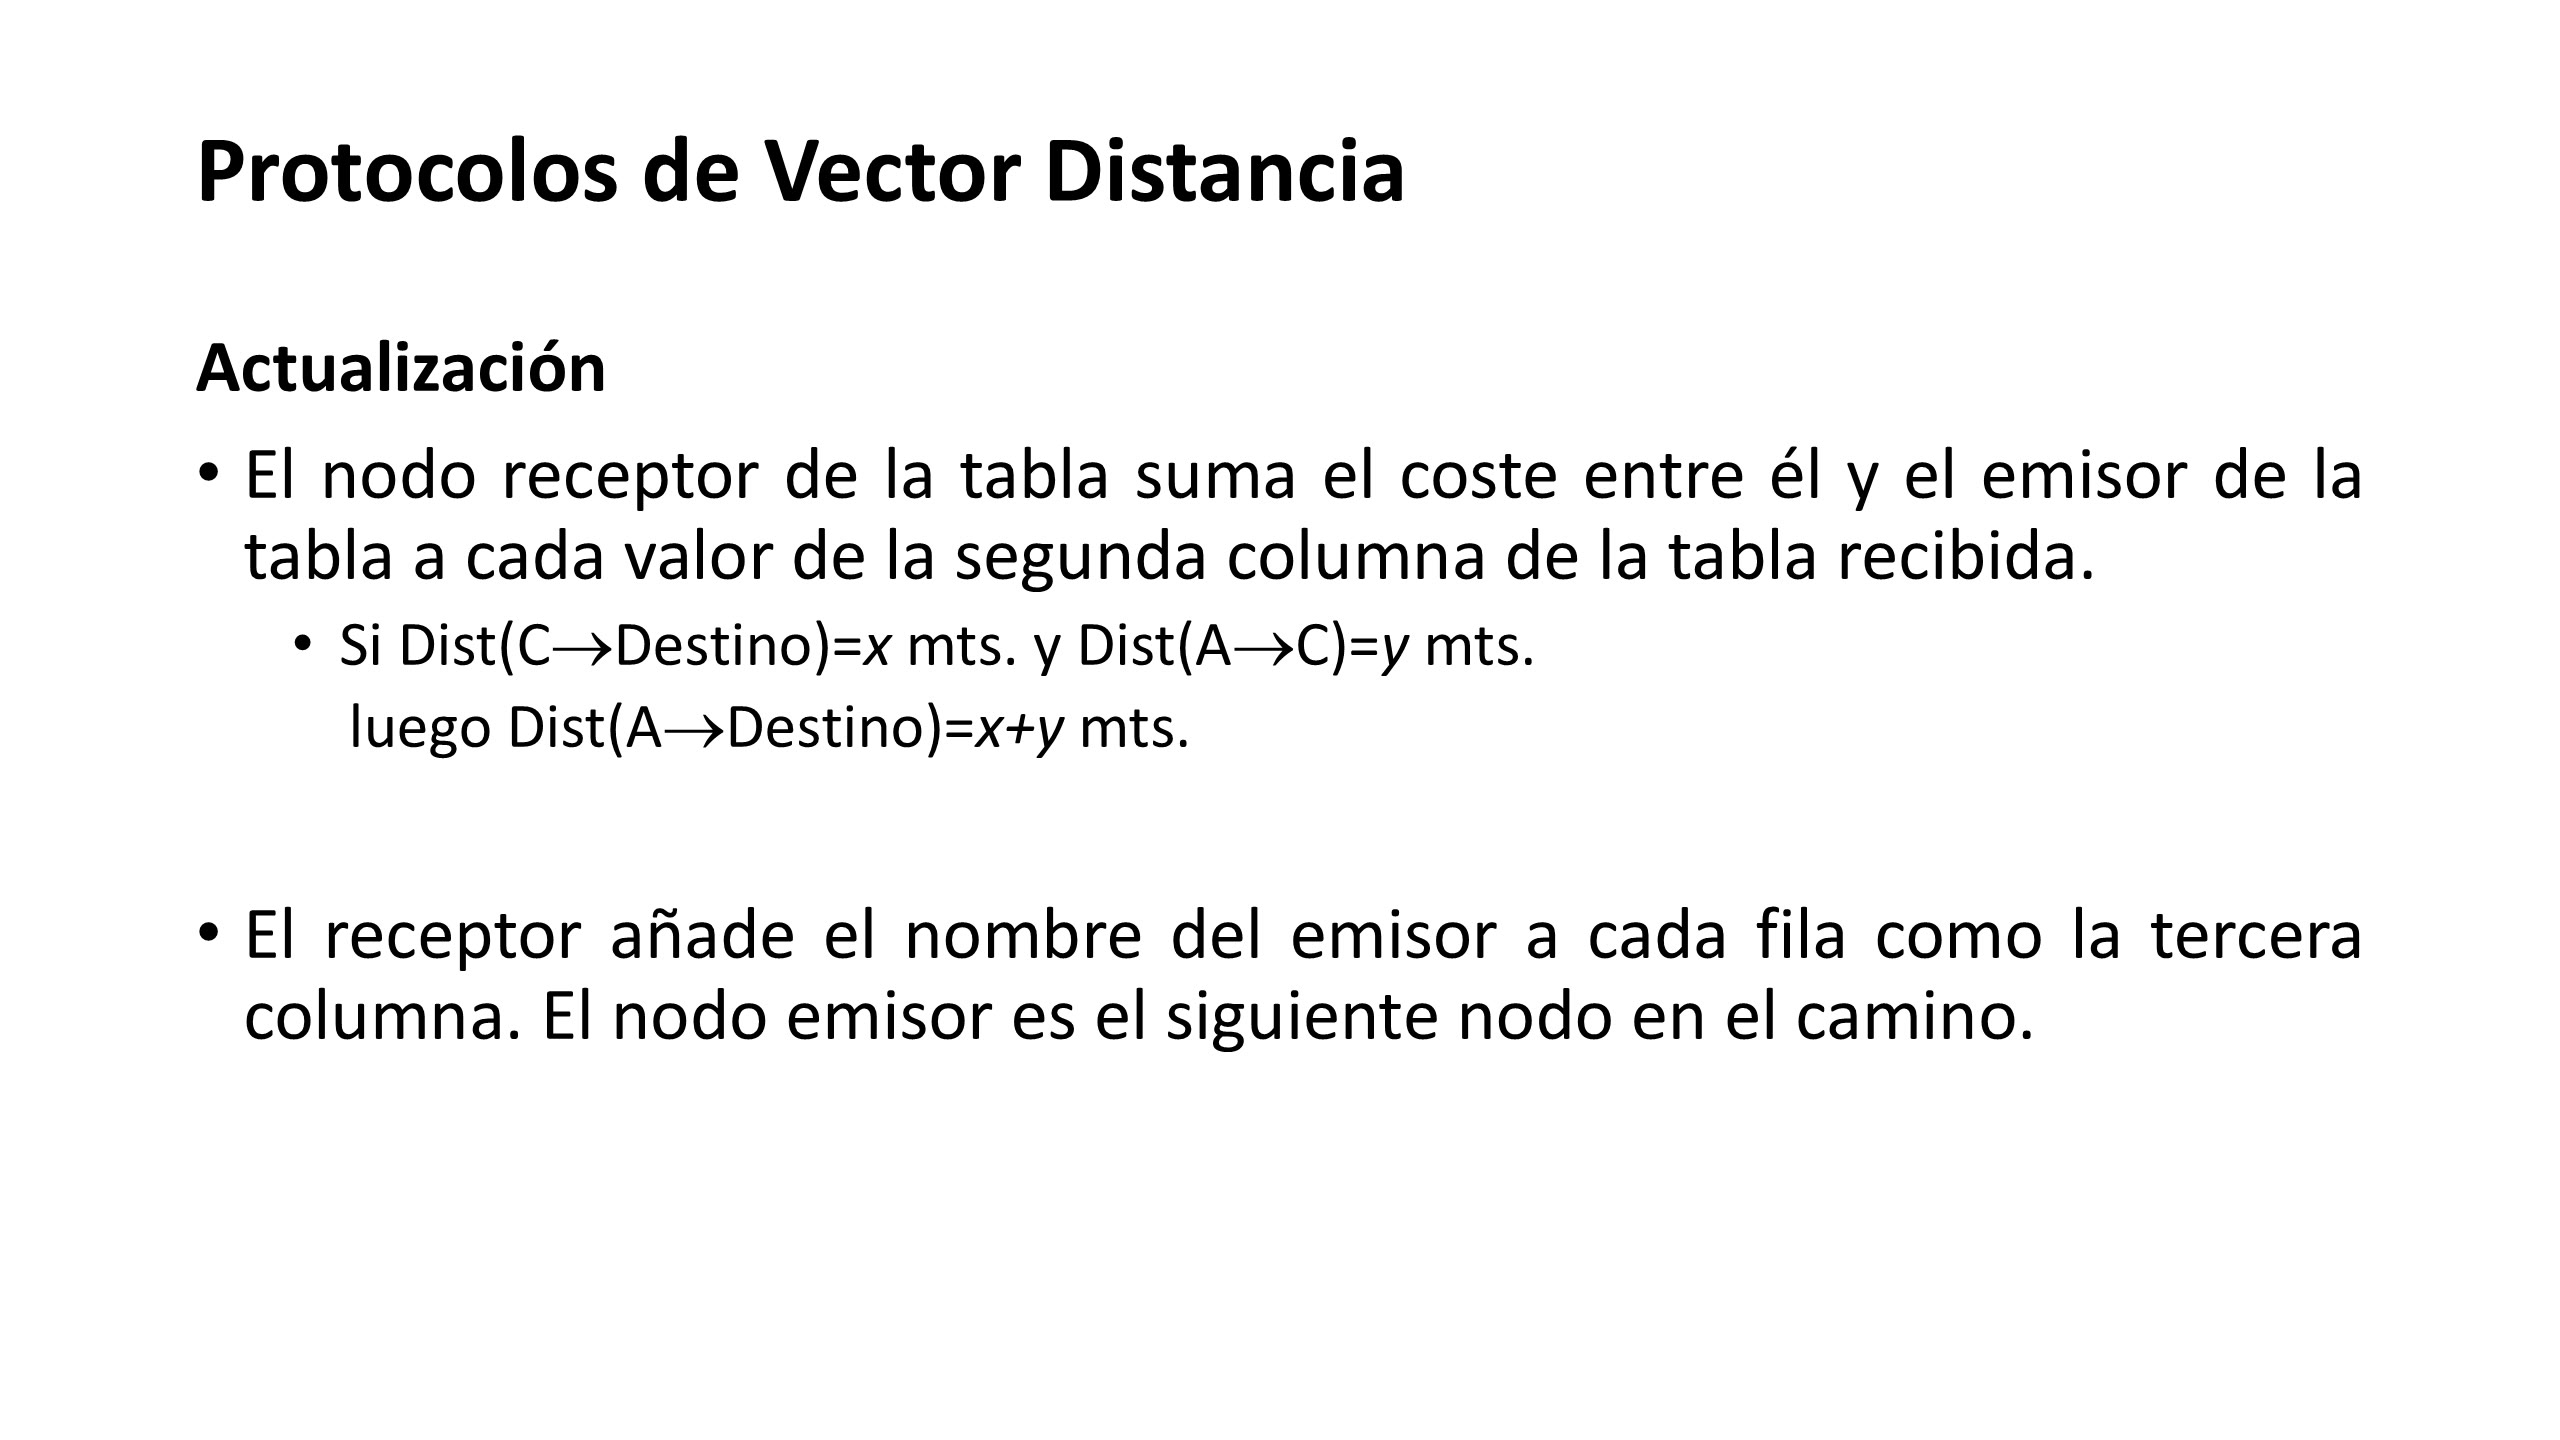 Protocolos de Vector Distancia
Actualización
• El nodo receptor de la tabla suma el coste entre él y el emisor de la
tabla a cada valor de la segunda columna de la tabla recibida.
• Si Dist(C→Destino)=x mts. y Dist(A→C)=y mts.
luego Dist(A→Destino)=x+y mts.
• El receptor añade el nombre del emisor a cada fila como la tercera
columna. El nodo emisor es el siguiente nodo en el camino.